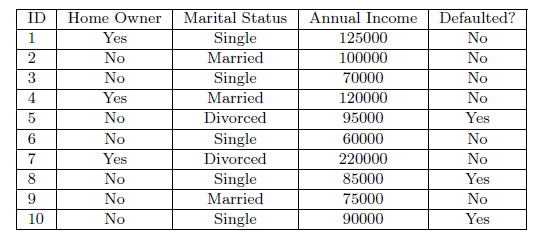 ID Home Owner Marital Status Annual Income Defaulted?
1 Yes Single 125000 No
2 No Married 100000 No
3 No Single 70000 No
4 Yes Married 120000 No
5 No Divorced 95000 Yes
6 No Single 60000 No
7 Yes Divorced 220000 No
8 No Single 85000 Yes
9 No Married 75000 No
10 No Single 90000 Yes